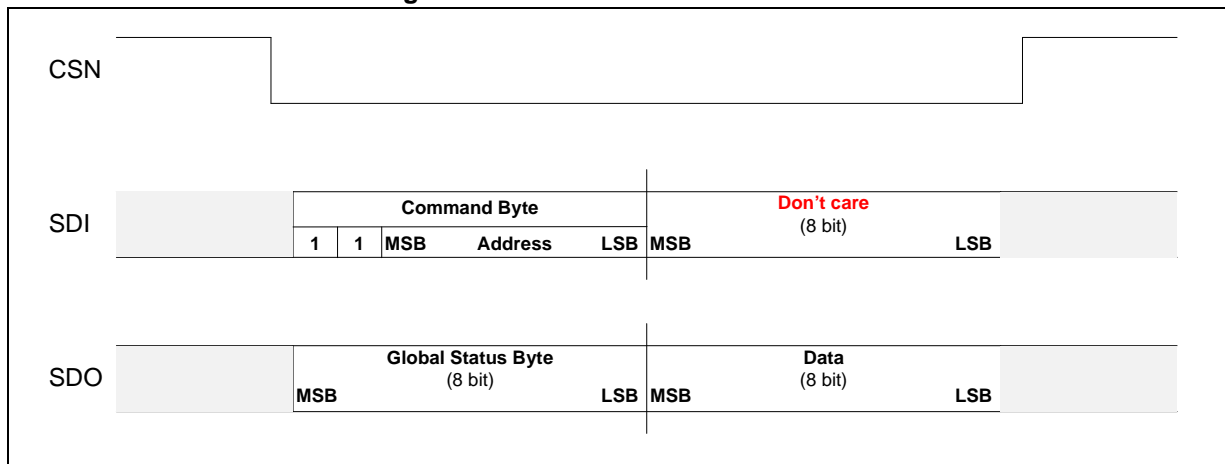 CSN
SDI
Command Byte
1 1 MSB Address LSB
Don't care
(8 bit)
MSB LSB
SDO
Global Status Byte
(8 bit)
MSB LSB
Data
(8 bit)
MSB LSB